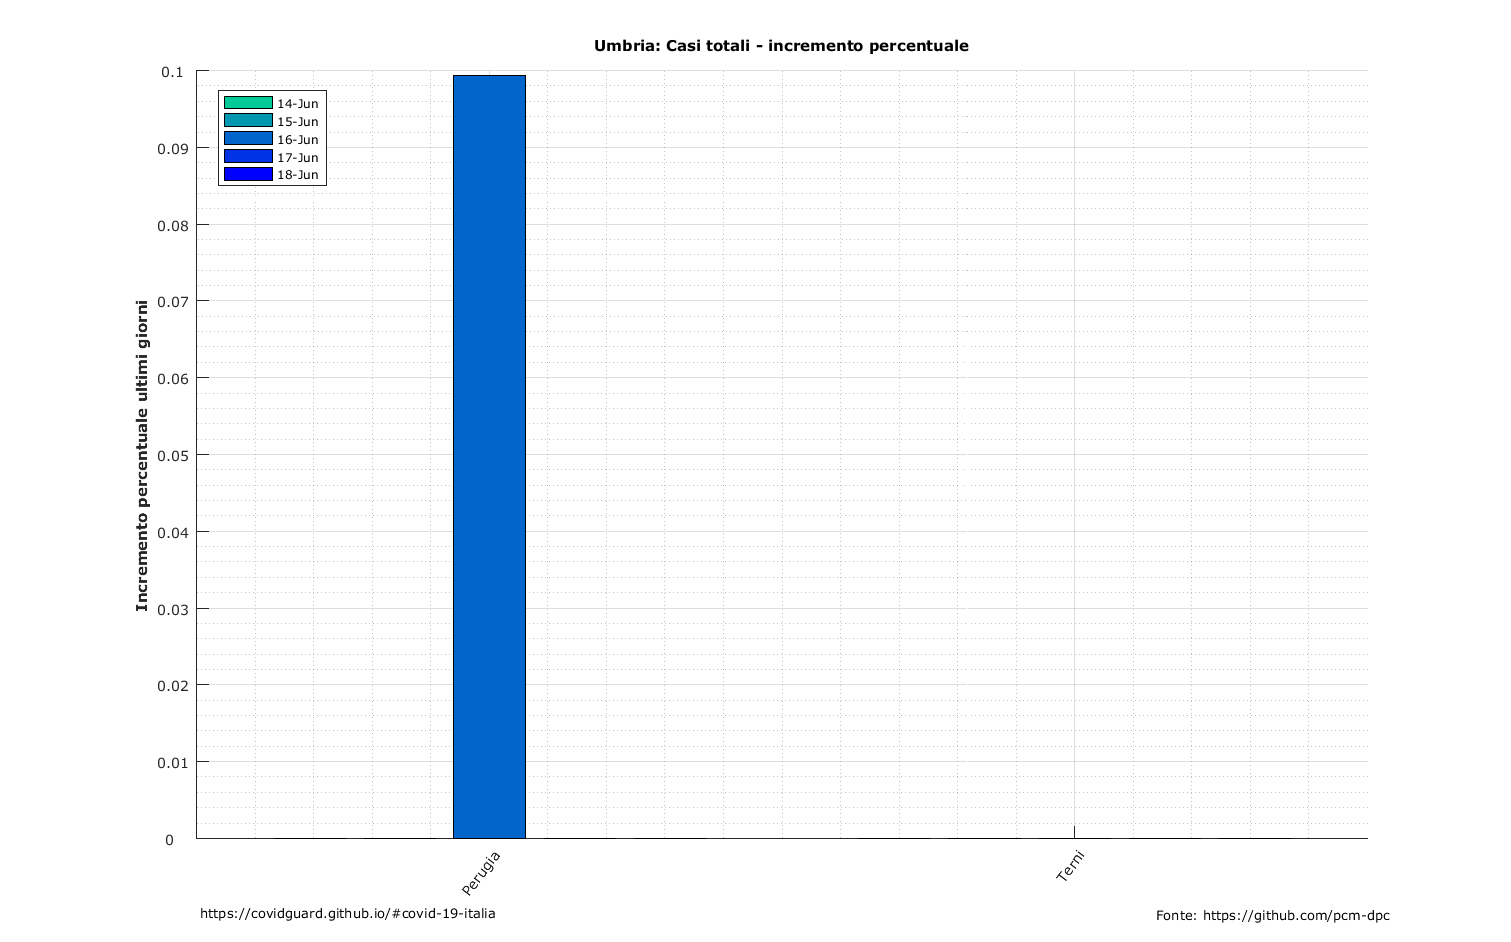 Umbria: Casi totali - incremento percentuale
0.1
0.09
0.08
0.07
0.06
0.05
0.04
0.03
0.02
0.01
0
Incremento percentuale ultimi giorni
14-Jun
15-Jun
16-Jun
17-Jun
18-Jun
Perugia
Terni
https://covidguard.github.io/#covid-19-italia
Fonte: https://github.com/pcm-dpc